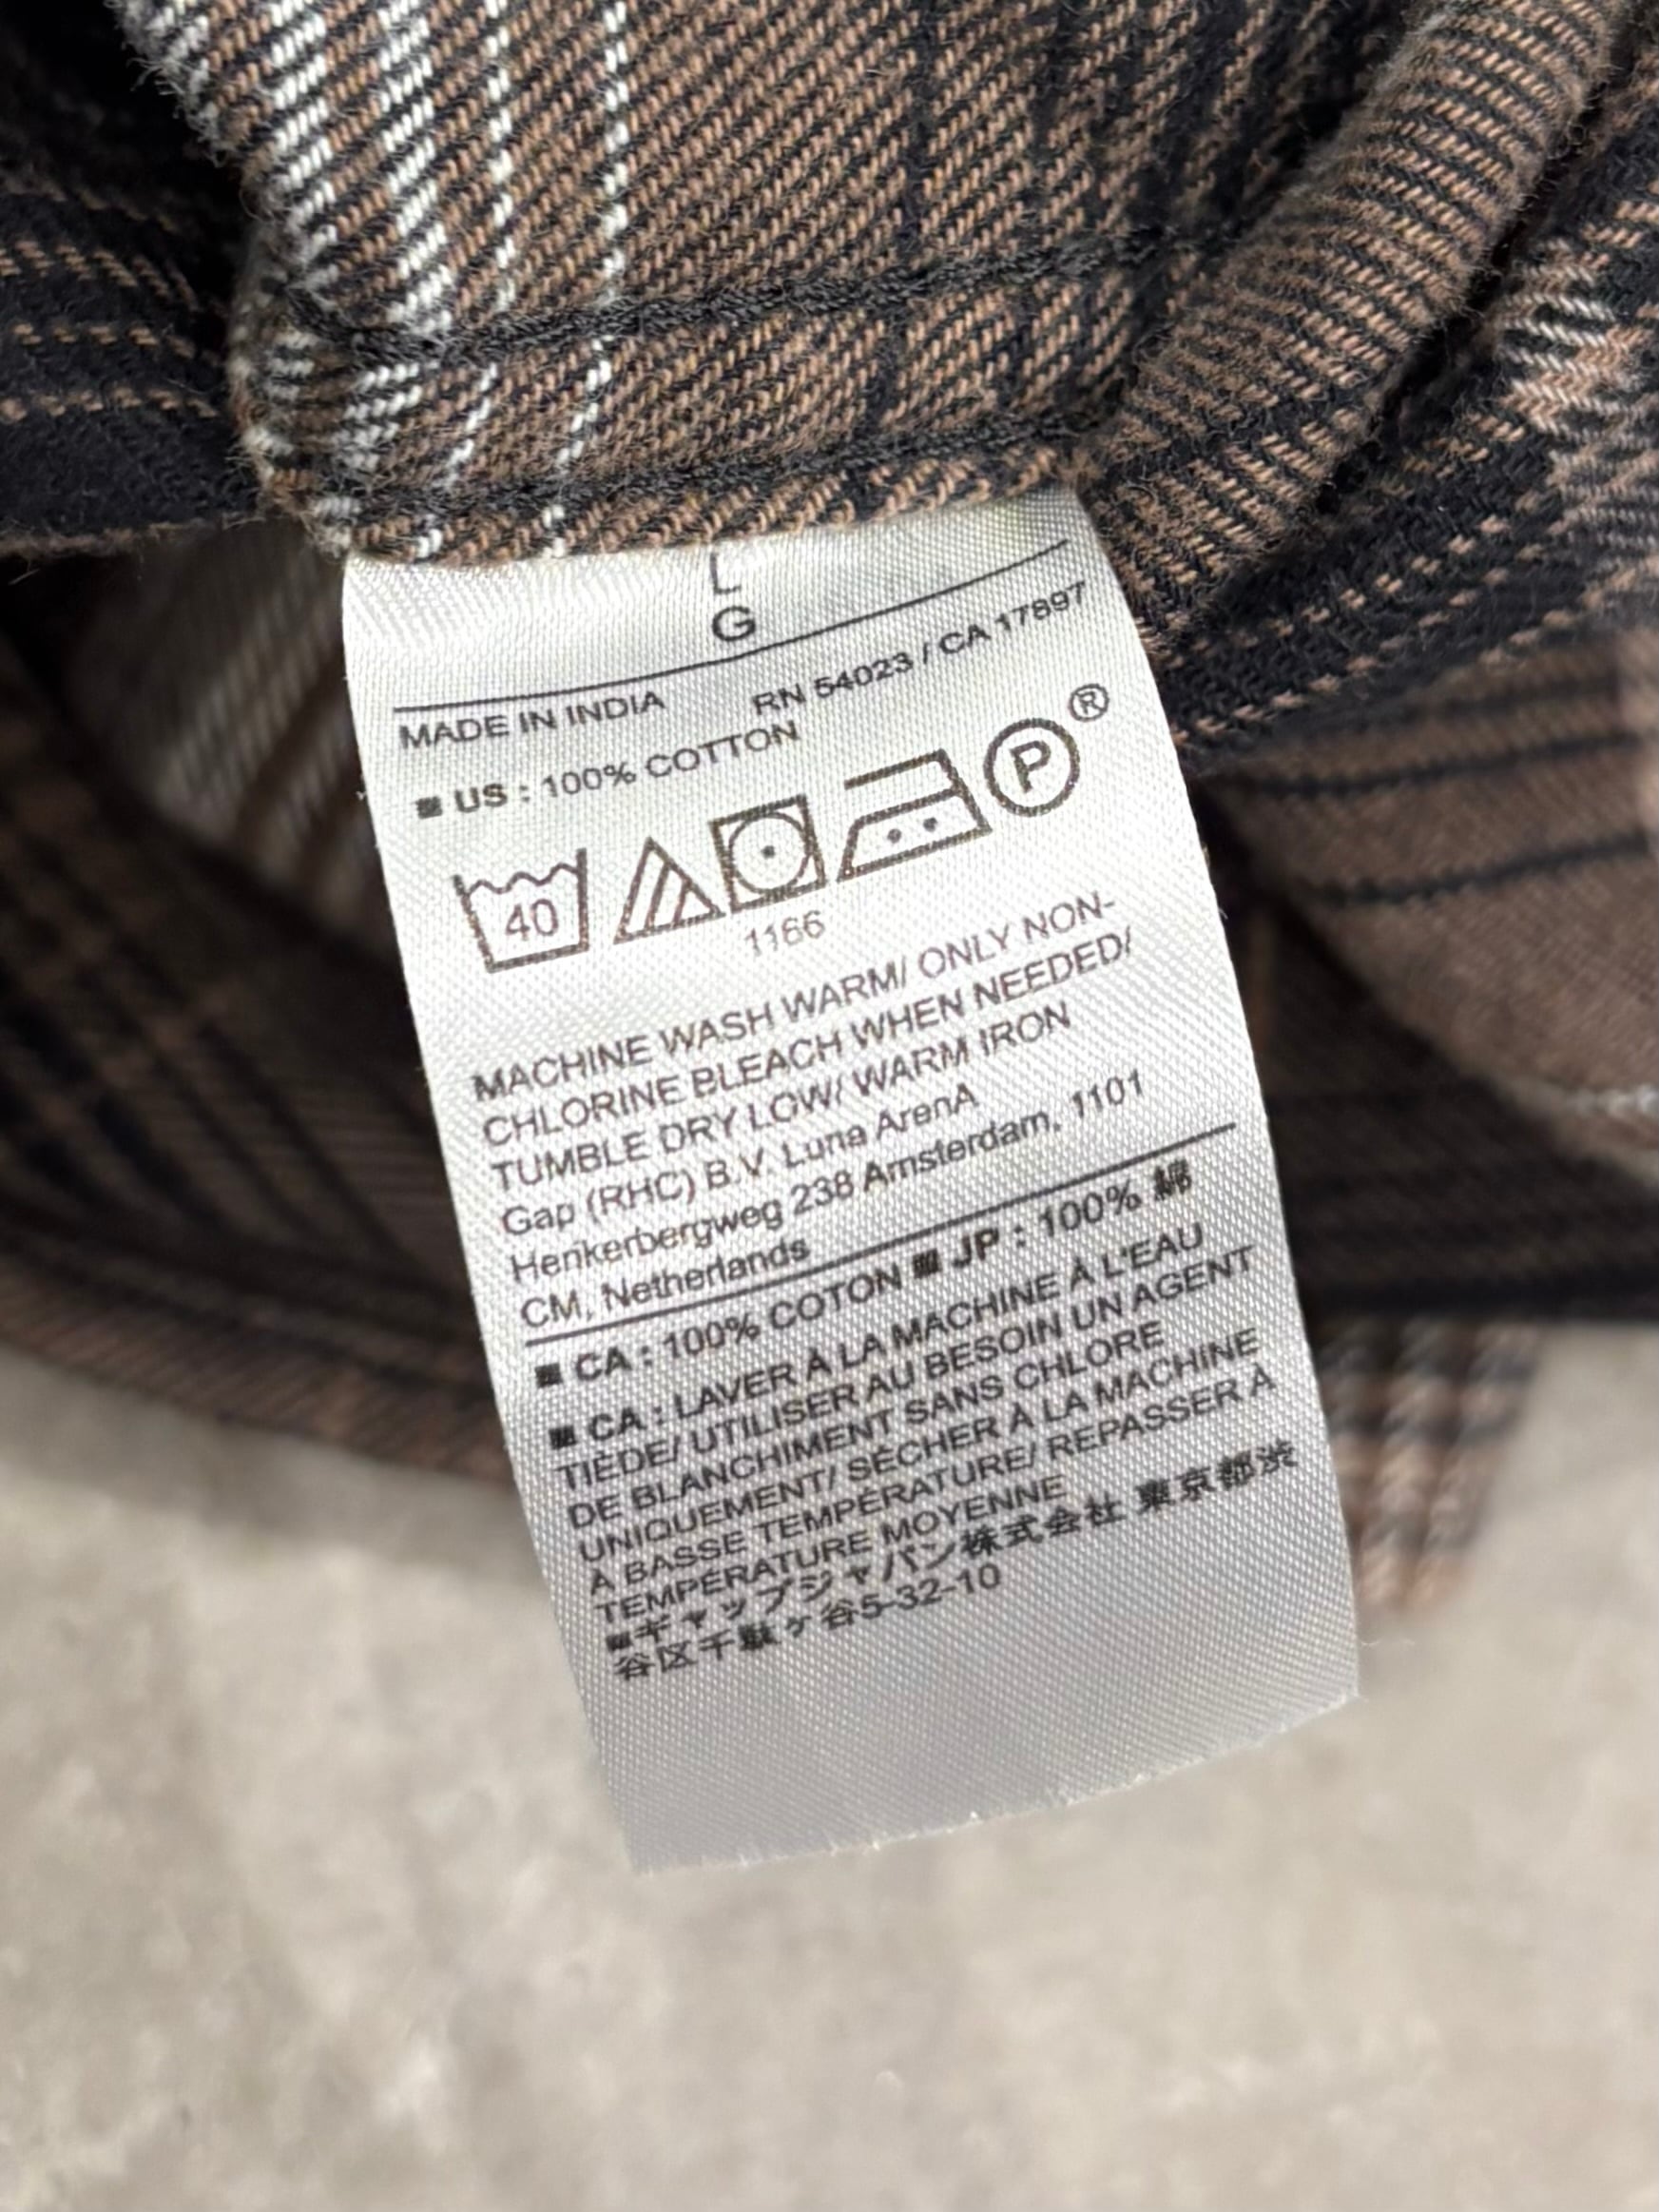 L
G
MADE IN INDIA RN 54023 / CA 17897
■ US : 100% COTTON
®
P
40
1166
MACHINE WASH WARM/ ONLY NON-
CHLORINE BLEACH WHEN NEEDED/
TUMBLE DRY LOW/ WARM IRON
Gap (RHC) B.V. Luna ArenA
Henkerbergweg 238 Amsterdam, 1101
CM, Netherlands
■ CA : 100% COTON ■ JP : 100% 綿
■ CA : LAVER À LA MACHINE À L'EAU
TIÈDE/ UTILISER AU BESOIN UN AGENT
DE BLANCHIMENT SANS CHLORE
UNIQUEMENT/ SÉCHER À LA MACHINE
À BASSE TEMPÉRATURE/ REPASSER À
TEMPÉRATURE MOYENNE
■ギャップジャパン株式会社 東京都渋
谷区千駄ヶ谷5-32-10